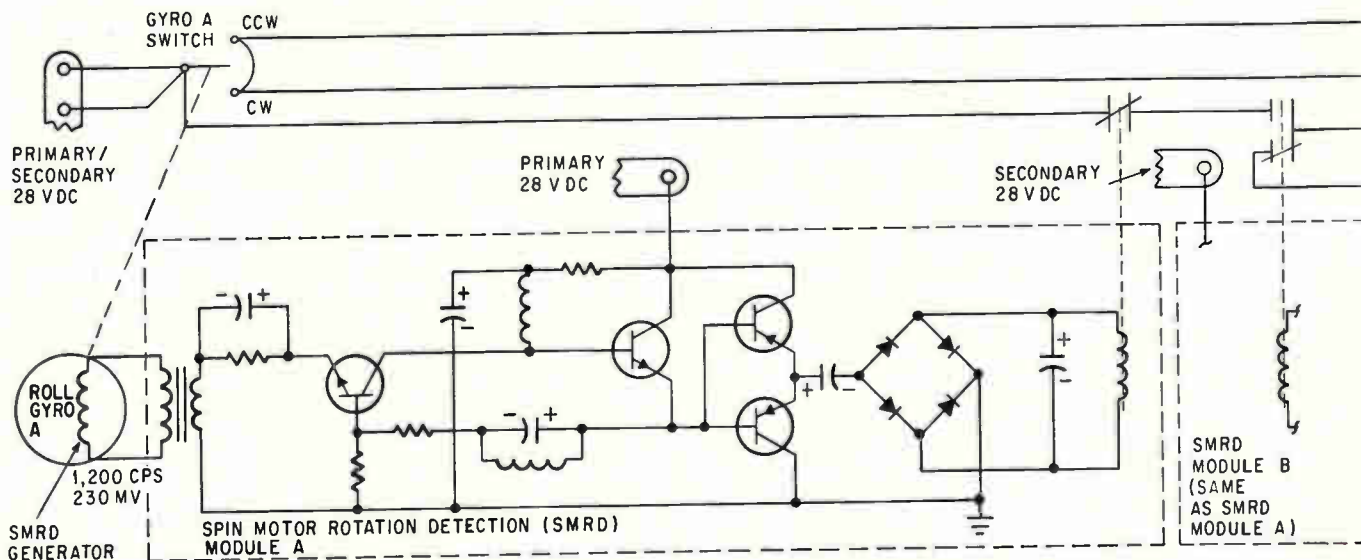 GYRO A
SWITCH
CCW
CW
PRIMARY/
SECONDARY
28 V DC
PRIMARY
28 V DC
SECONDARY
28 V DC
- +
+
-
- +
+ -
+
-
ROLL
GYRO
A
1,200 CPS
230 MV
SMRD
GENERATOR
SPIN MOTOR ROTATION DETECTION (SMRD)
MODULE A
SMRD
MODULE B
(SAME
AS SMRD
MODULE A)